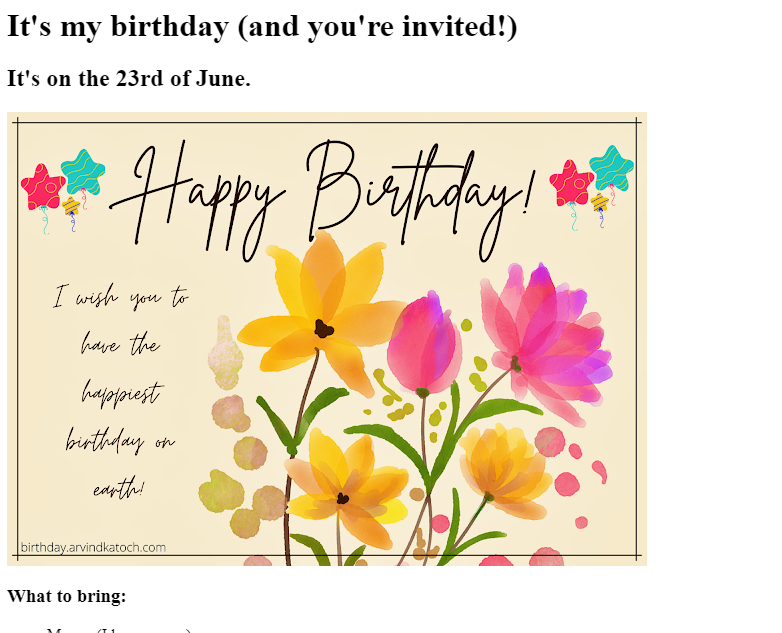 It's my birthday (and you're invited!)
It's on the 23rd of June.
Happy Birthday!
I wish you to
have the
happiest
birthday on
earth!
birthday.arvindkatoch.com
What to bring: